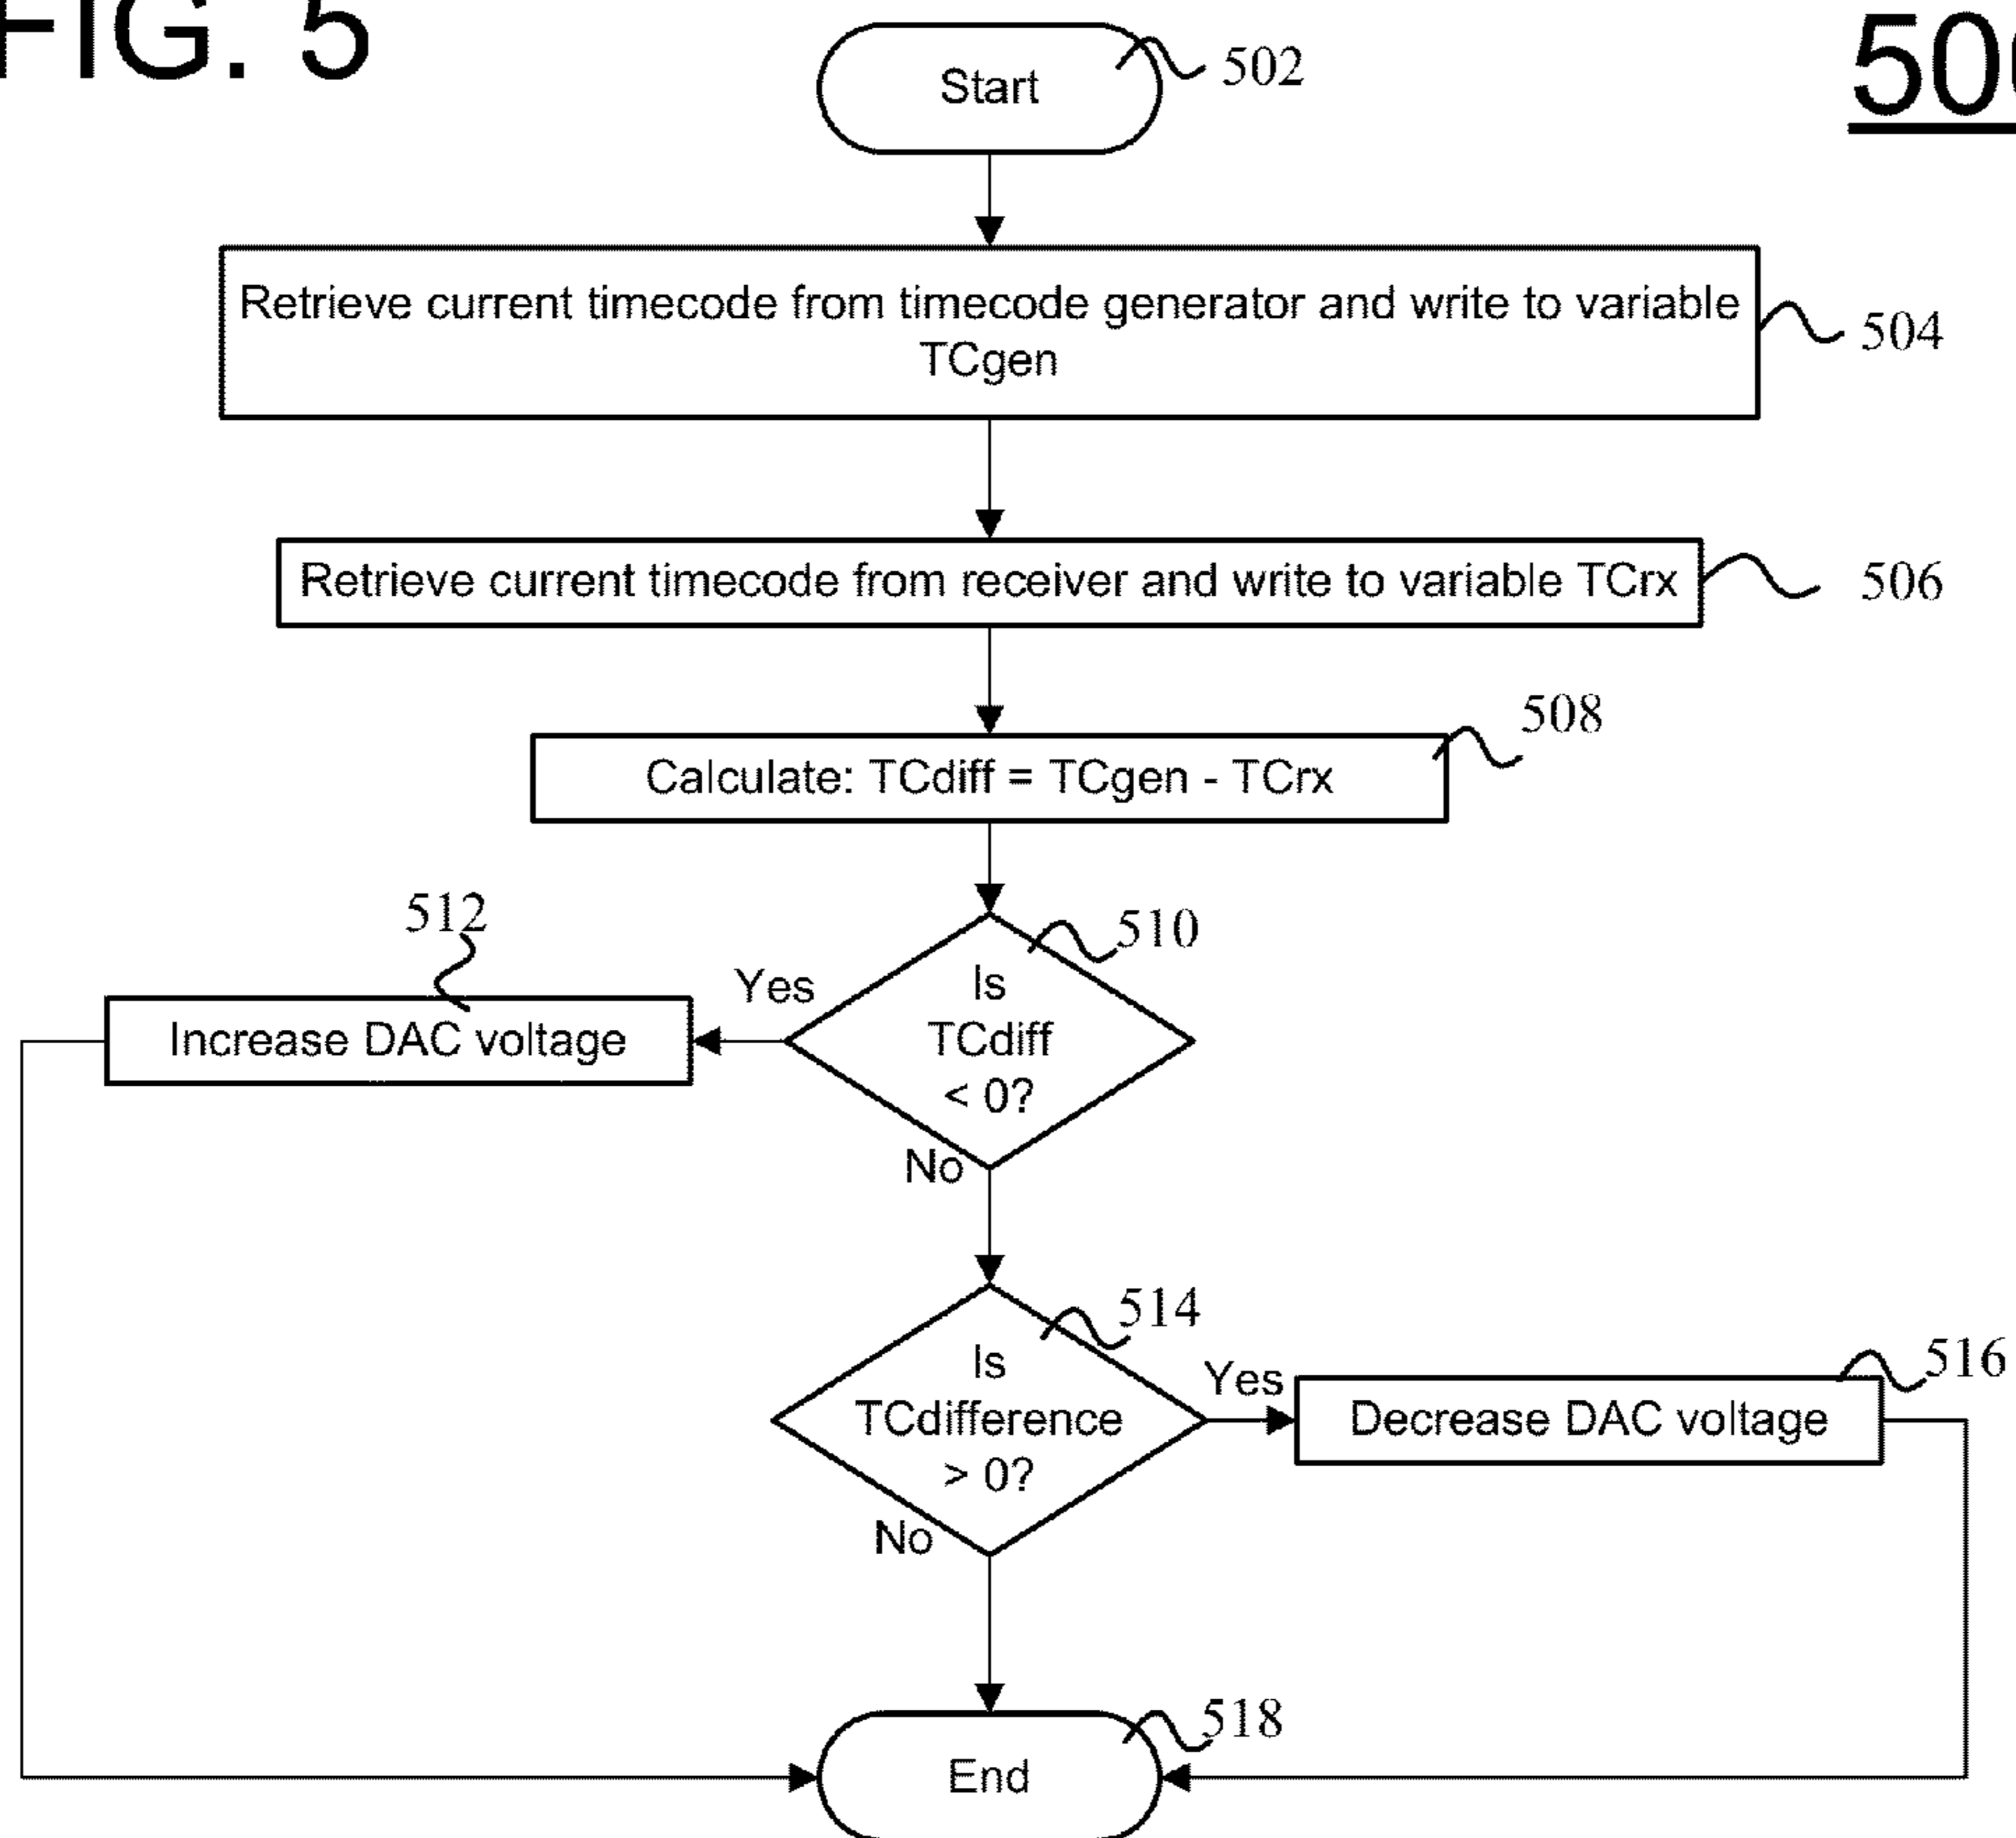 FIG. 5
500
Start
502
Retrieve current timecode from timecode generator and write to variable
TCgen
504
Retrieve current timecode from receiver and write to variable TCrx
506
508
Calculate: TCdiff = TCgen - TCrx
512
510
Increase DAC voltage
Yes
Is
TCdiff
< 0?
No
514
Is
TCdifference
> 0?
Yes
516
Decrease DAC voltage
No
518
End